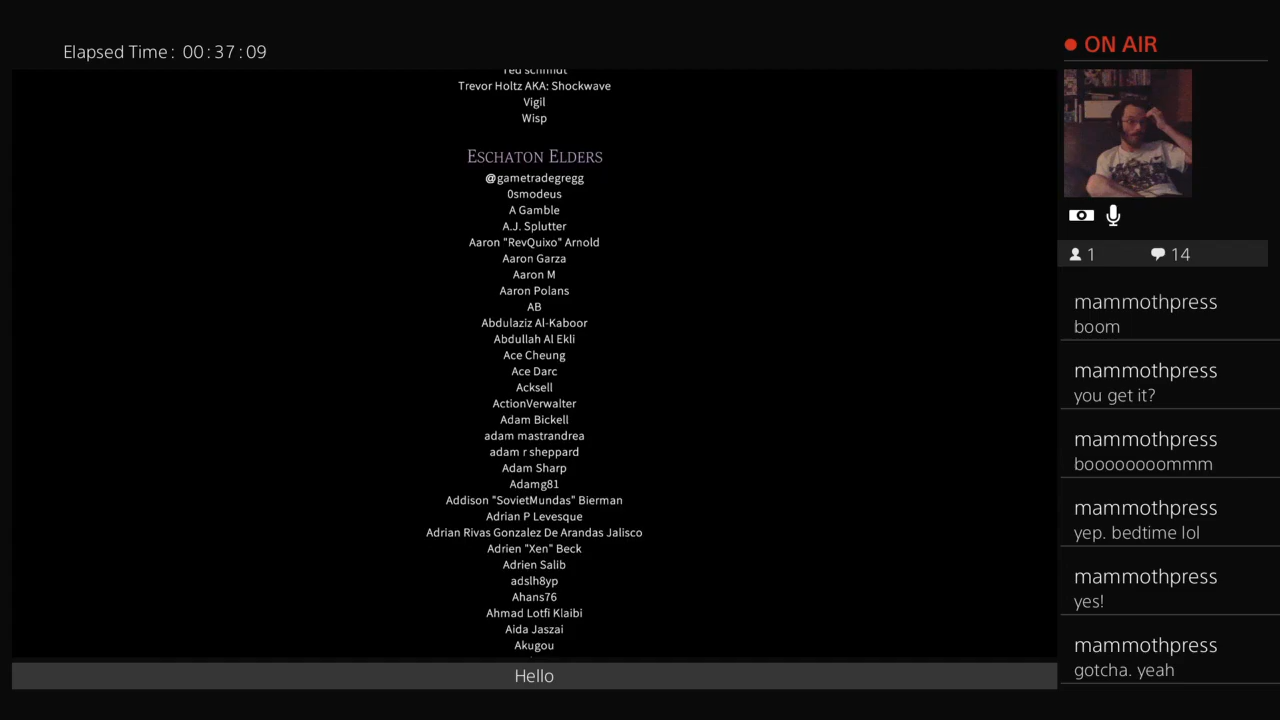 Elapsed Time: 00:37:09
ON AIR
Ted schmidt
Trevor Holtz AKA: Shockwave
Vigil
Wisp
ESCHATON ELDERS
@gametradegregg
0smodeus
A Gamble
A.J. Splutter
Aaron "RevQuixo" Arnold
Aaron Garza
Aaron M
Aaron Polans
AB
Abdulaziz Al-Kaboor
Abdullah Al Ekli
Ace Cheung
Ace Darc
Acksell
ActionVerwalter
Adam Bickell
adam mastrandrea
adam r sheppard
Adam Sharp
Adamg81
Addison "SovietMundas" Bierman
Adrian P Levesque
Adrian Rivas Gonzalez De Arandas Jalisco
Adrien "Xen" Beck
Adrien Salib
adslh8yp
Ahans76
Ahmad Lotfi Klaibi
Aida Jaszai
Akugou
Hello
1
14
mammothpress
boom
mammothpress
you get it?
mammothpress
boooooooommm
mammothpress
yep. bedtime lol
mammothpress
yes!
mammothpress
gotcha. yeah